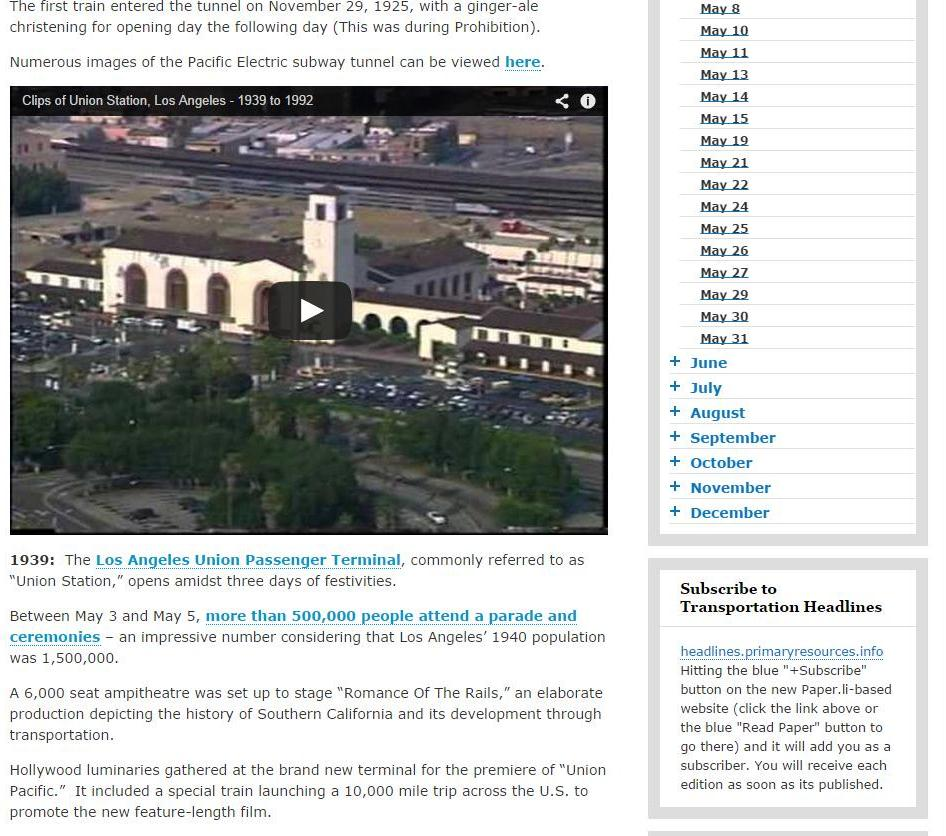 The first train entered the tunnel on November 29, 1925, with a ginger-ale
christening for opening day the following day (This was during Prohibition).
Numerous images of the Pacific Electric subway tunnel can be viewed here.
Clips of Union Station, Los Angeles - 1939 to 1992
1939: The Los Angeles Union Passenger Terminal, commonly referred to as
“Union Station,” opens amidst three days of festivities.
Between May 3 and May 5, more than 500,000 people attend a parade and
ceremonies – an impressive number considering that Los Angeles’ 1940 population
was 1,500,000.
A 6,000 seat ampitheatre was set up to stage “Romance Of The Rails,” an elaborate
production depicting the history of Southern California and its development through
transportation.
Hollywood luminaries gathered at the brand new terminal for the premiere of “Union
Pacific.” It included a special train launching a 10,000 mile trip across the U.S. to
promote the new feature-length film.
May 8
May 10
May 11
May 13
May 14
May 15
May 19
May 21
May 22
May 24
May 25
May 26
May 27
May 29
May 30
May 31
+ June
+ July
+ August
+ September
+ October
+ November
+ December
Subscribe to
Transportation Headlines
headlines.primaryresources.info
Hitting the blue "+Subscribe"
button on the new Paper.li-based
website (click the link above or
the blue "Read Paper" button to
go there) and it will add you as a
subscriber. You will receive each
edition as soon as its published.